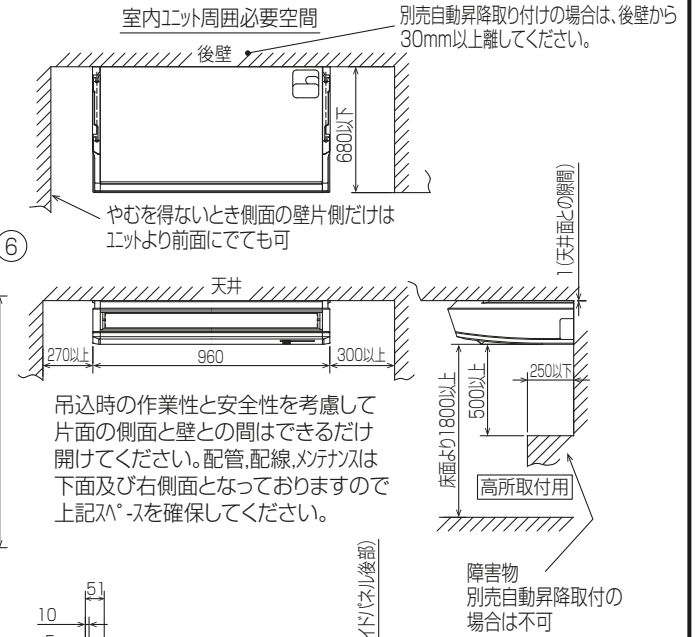 室内ユニット周囲必要空間
別売自動昇降取り付けの場合は、後壁から
30mm以上離してください。
後壁
680以下
やむを得ないとき側面の壁片側だけは
ユニットより前面にでても可
6
1(天井面との隙間)
天井
270以上
960
300以上
床面より1800以上
500以上
250以下
吊込時の作業性と安全性を考慮して
片面の側面と壁との間はできるだけ
開けてください。配管,配線,メンテナンスは
下面及び右側面となっておりますので
上記スペースを確保してください。
高所取付用
障害物
別売自動昇降取付の
場合は不可
51
10
イドパネル後部)